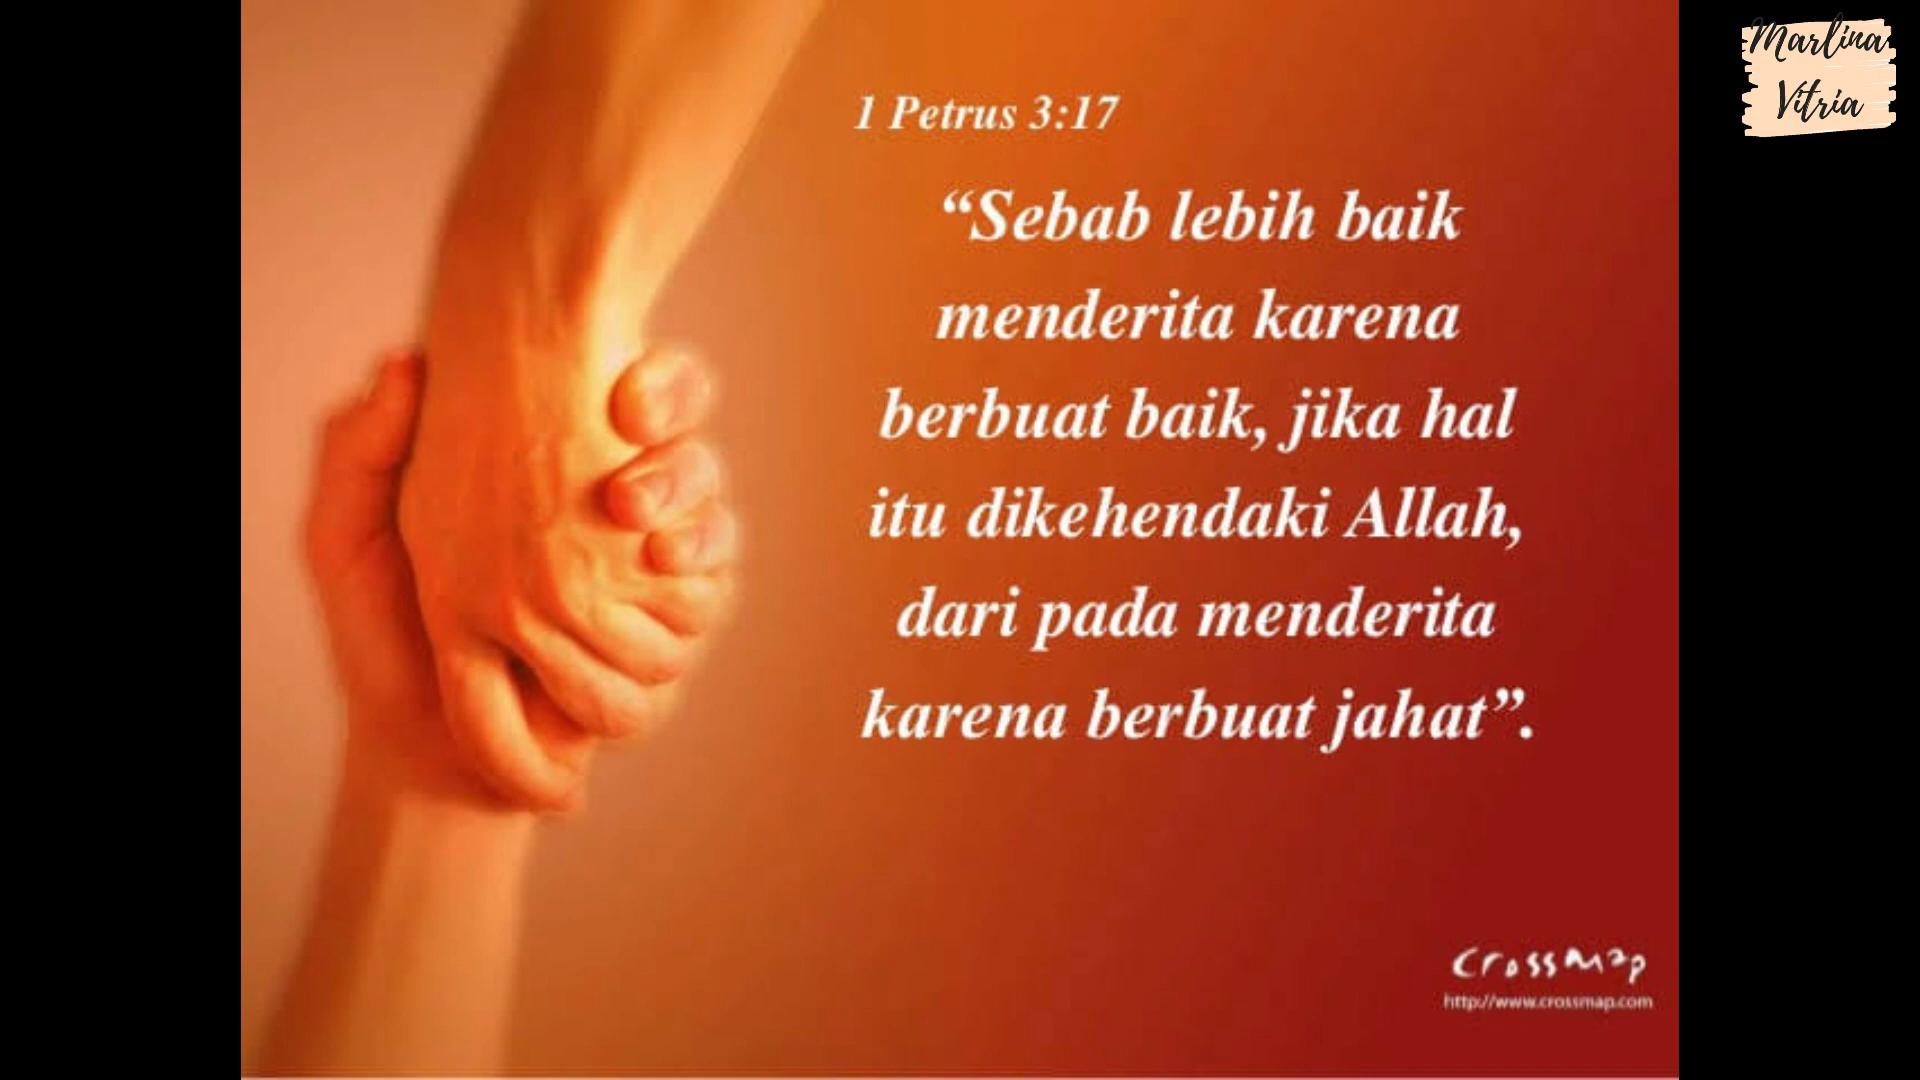 Marlina
Vitria
1 Petrus 3:17
“Sebab lebih baik
menderita karena
berbuat baik, jika hal
itu dikehendaki Allah,
dari pada menderita
karena berbuat jahat”.
crossmap
http://www.crossmap.com